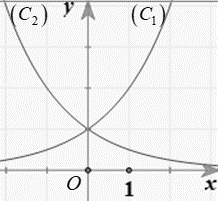 (C₂) y (C₁)
O 1 x